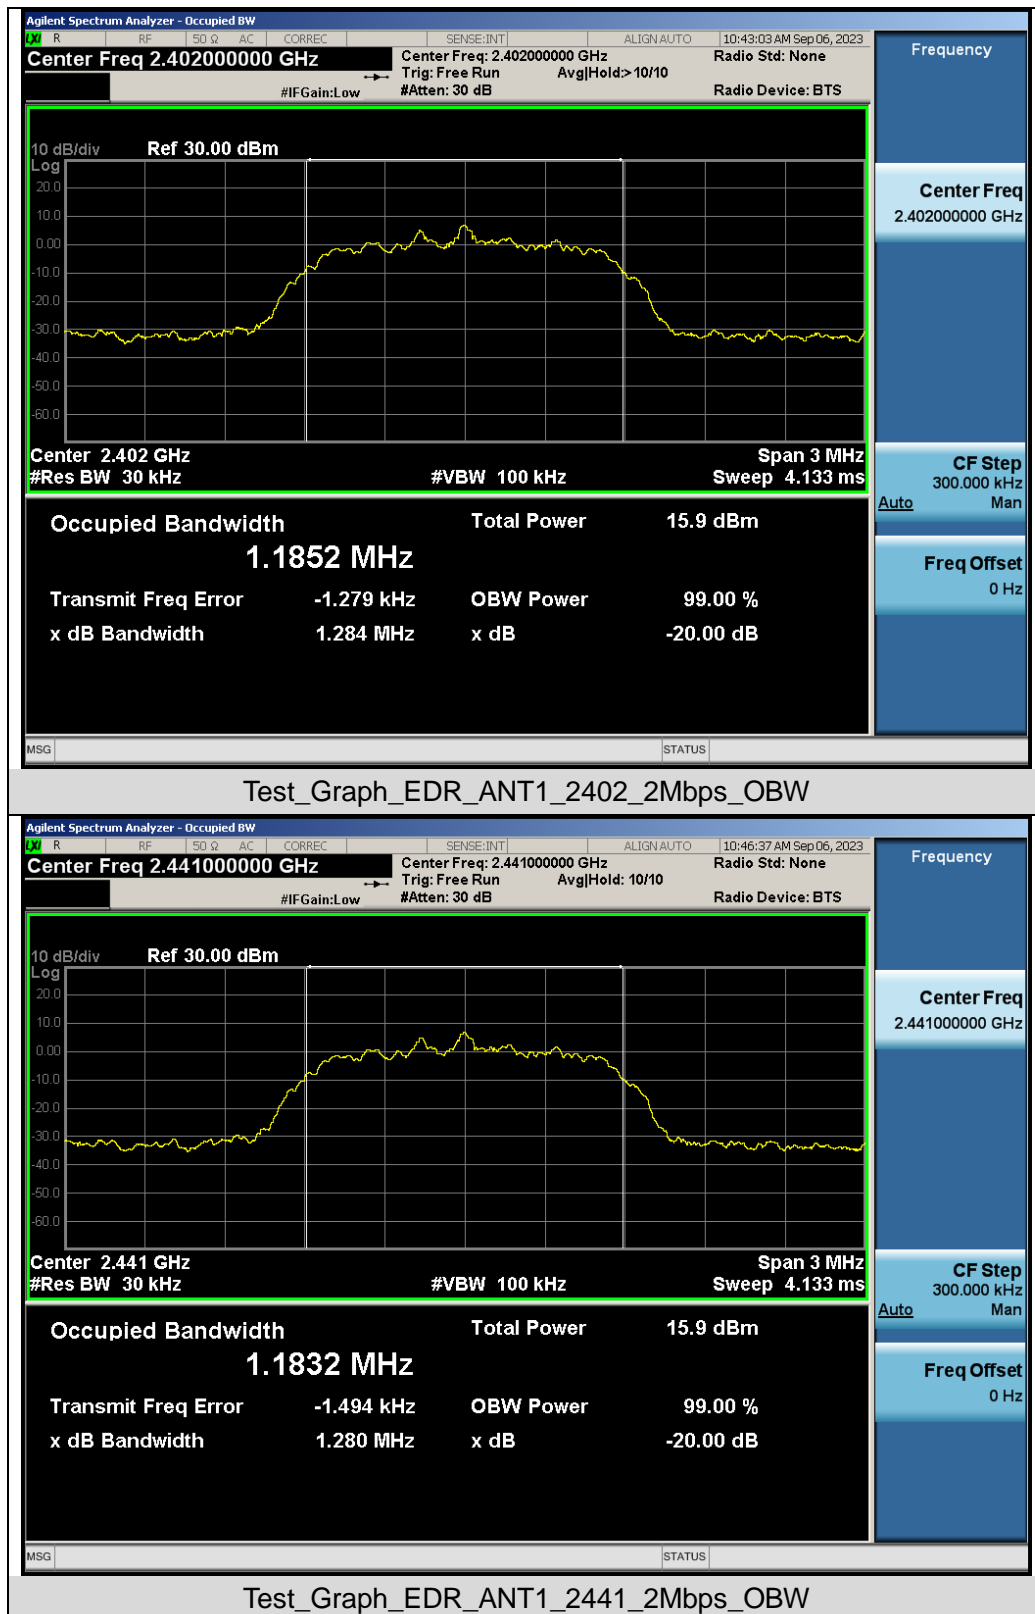 Agilent Spectrum Analyzer - Occupied BW
LXI R RF 50 Ω AC CORREC SENSE:INT ALIGN AUTO 10:43:03 AM Sep 06, 2023
Center Freq 2.402000000 GHz Center Freq: 2.402000000 GHz Radio Std: None
Trig: Free Run Avg|Hold:> 10/10
#IFGain:Low #Atten: 30 dB Radio Device: BTS
Frequency
10 dB/div Ref 30.00 dBm
Log
20.0
10.0
0.00
-10.0
-20.0
-30.0
-40.0
-50.0
-60.0
Center 2.402 GHz Span 3 MHz
#Res BW 30 kHz #VBW 100 kHz Sweep 4.133 ms
Center Freq
2.402000000 GHz
CF Step
300.000 kHz
Auto Man
Freq Offset
0 Hz
Occupied Bandwidth Total Power 15.9 dBm
1.1852 MHz
Transmit Freq Error -1.279 kHz OBW Power 99.00 %
x dB Bandwidth 1.284 MHz x dB -20.00 dB
MSG STATUS
Test_Graph_EDR_ANT1_2402_2Mbps_OBW
Agilent Spectrum Analyzer - Occupied BW
LXI R RF 50 Ω AC CORREC SENSE:INT ALIGN AUTO 10:46:37 AM Sep 06, 2023
Center Freq 2.441000000 GHz Center Freq: 2.441000000 GHz Radio Std: None
Trig: Free Run Avg|Hold: 10/10
#IFGain:Low #Atten: 30 dB Radio Device: BTS
Frequency
10 dB/div Ref 30.00 dBm
Log
20.0
10.0
0.00
-10.0
-20.0
-30.0
-40.0
-50.0
-60.0
Center 2.441 GHz Span 3 MHz
#Res BW 30 kHz #VBW 100 kHz Sweep 4.133 ms
Center Freq
2.441000000 GHz
CF Step
300.000 kHz
Auto Man
Freq Offset
0 Hz
Occupied Bandwidth Total Power 15.9 dBm
1.1832 MHz
Transmit Freq Error -1.494 kHz OBW Power 99.00 %
x dB Bandwidth 1.280 MHz x dB -20.00 dB
MSG STATUS
Test_Graph_EDR_ANT1_2441_2Mbps_OBW